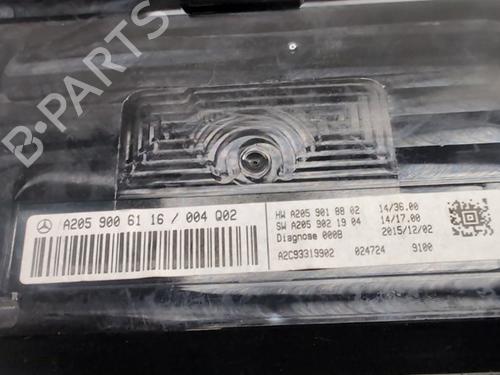 B-PARTS
A205 900 61 16 / 004 Q02
HW A205 901 88 02 14/36.00
SW A205 902 19 04 14/17.00
Diagnose 000B 2015/12/02
A2C93319902 024724 9100